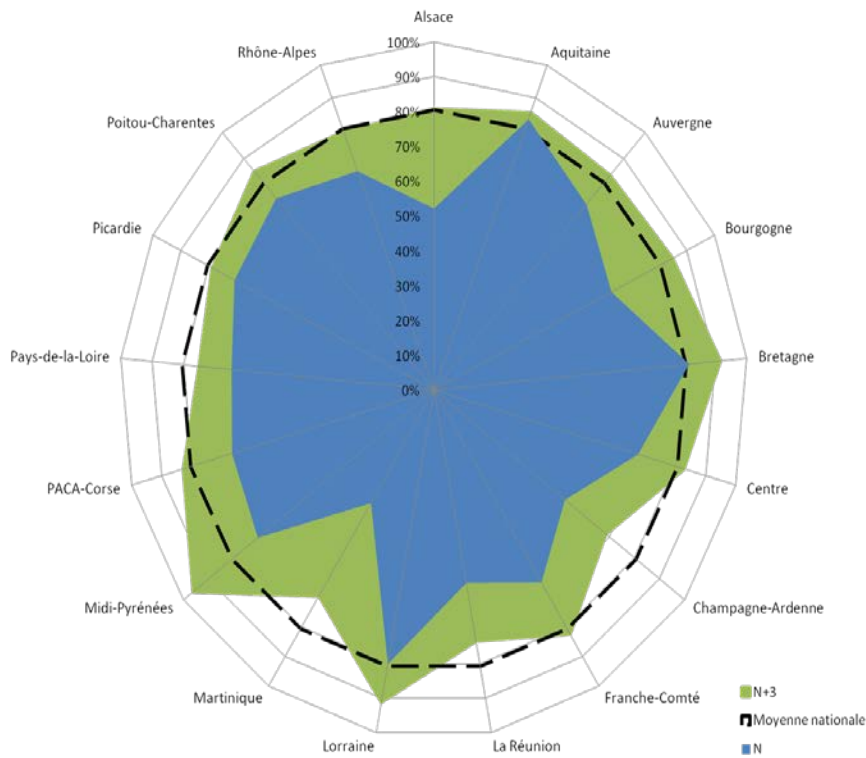 Alsace
100%
Rhône-Alpes
Aquitaine
90%
80%
Poitou-Charentes
Auvergne
70%
60%
Picardie
Bourgogne
50%
40%
30%
20%
Pays-de-la-Loire
Bretagne
10%
0%
PACA-Corse
Centre
Midi-Pyrénées
Champagne-Ardenne
Martinique
Franche-Comté
Lorraine
La Réunion
N+3
Moyenne nationale
N